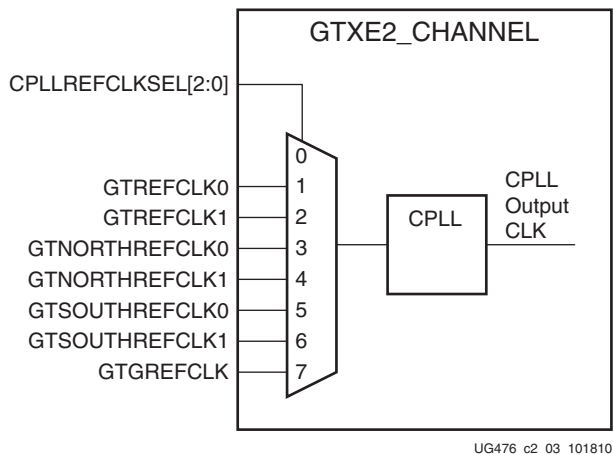 GTXE2_CHANNEL
CPLLREFCLKSEL[2:0]
0
GTREFCLK0 1
GTREFCLK1 2
GTNORTHREFCLK0 3
GTNORTHREFCLK1 4
GTSOUTHREFCLK0 5
GTSOUTHREFCLK1 6
GTGREFCLK 7
CPLL
CPLL
Output
CLK
UG476_c2_03_101810